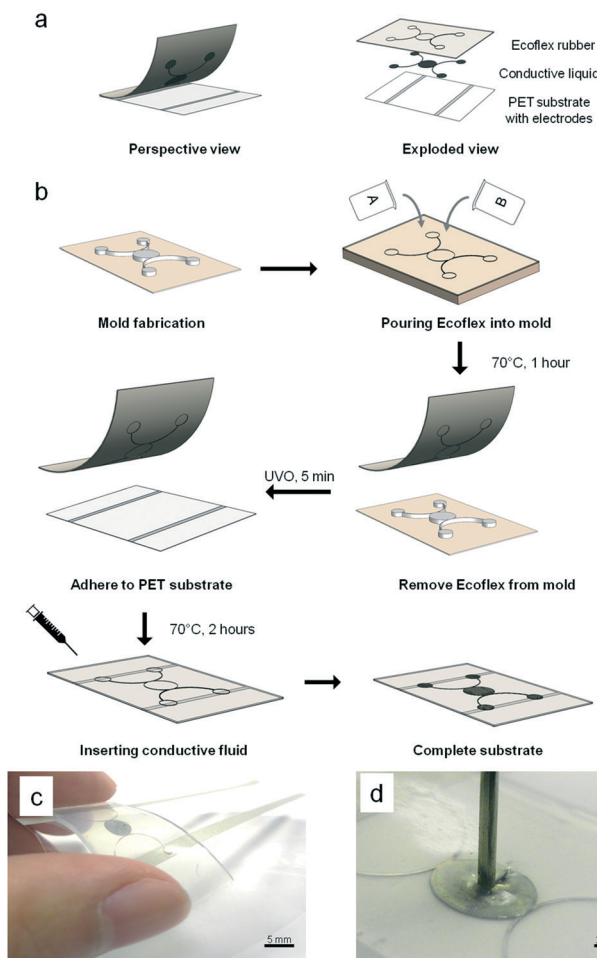 a
Ecoflex rubber
Conductive liquid
PET substrate
with electrodes
Perspective view
Exploded view
b
A
B
Mold fabrication
Pouring Ecoflex into mold
70°C, 1 hour
UVO, 5 min
Adhere to PET substrate
Remove Ecoflex from mold
70°C, 2 hours
Inserting conductive fluid
Complete substrate
c
d
5 mm